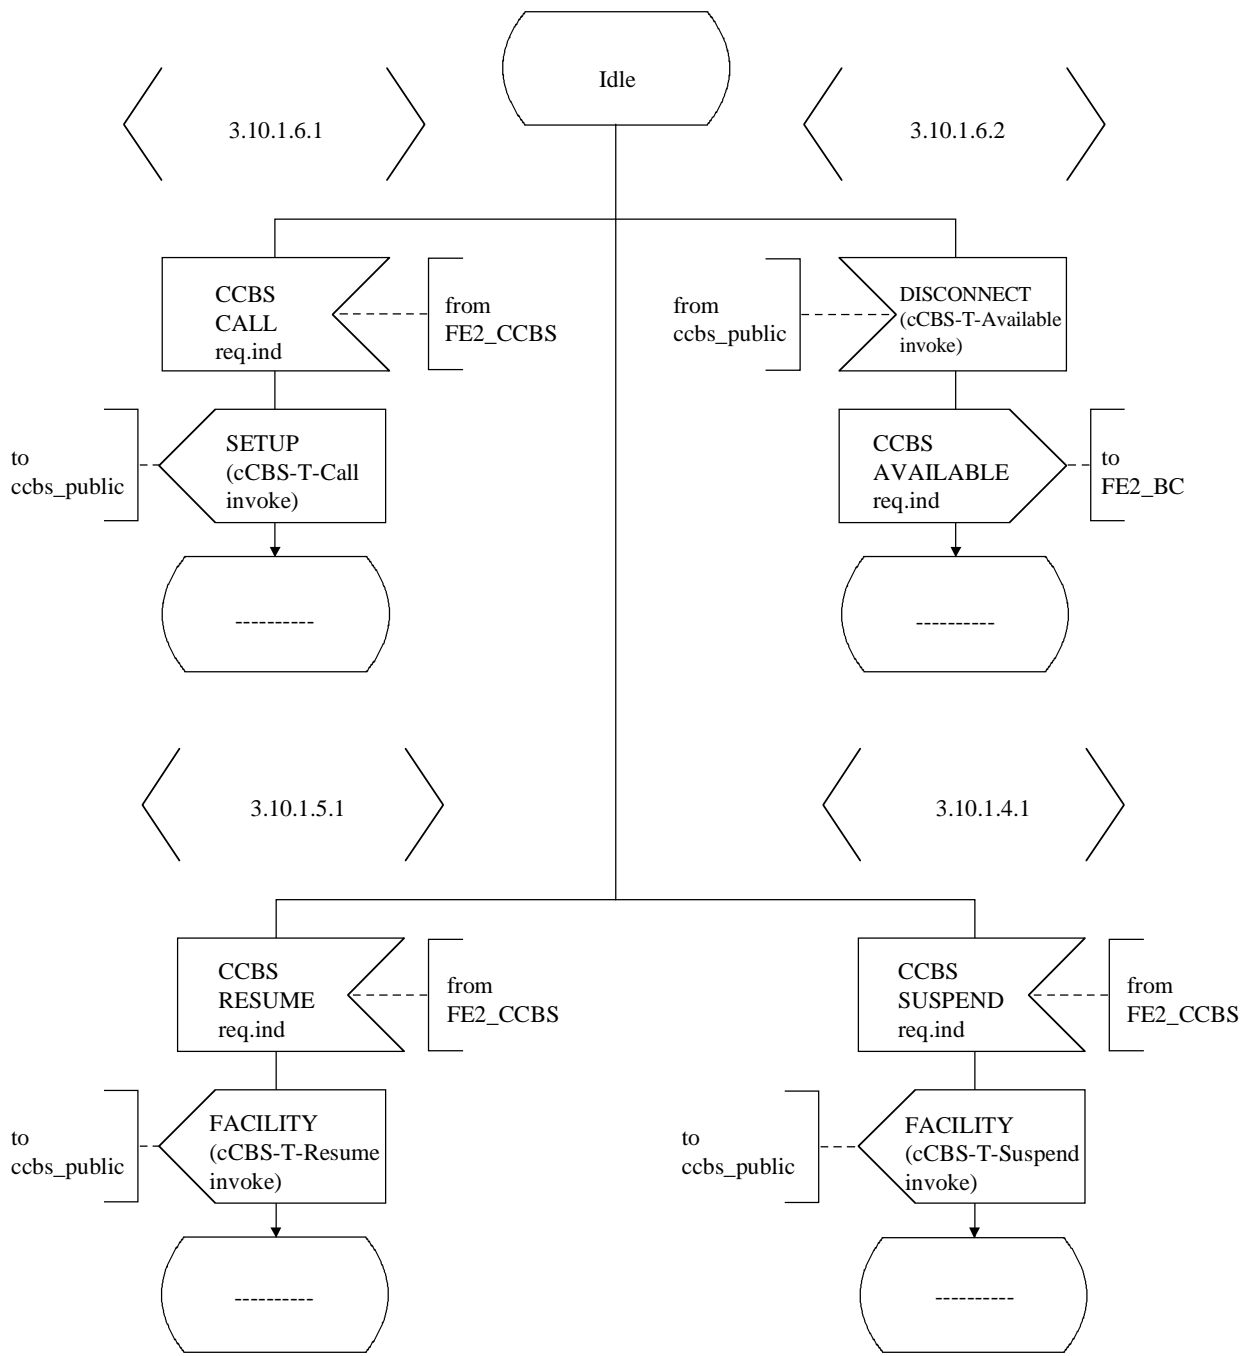 Idle
3.10.1.6.1
3.10.1.6.2
CCBS
CALL
req.ind
from
FE2_CCBS
from
ccbs_public
DISCONNECT
(cCBS-T-Available
invoke)
to
ccbs_public
SETUP
(cCBS-T-Call
invoke)
CCBS
AVAILABLE
req.ind
to
FE2_BC
----------
----------
3.10.1.5.1
3.10.1.4.1
CCBS
RESUME
req.ind
from
FE2_CCBS
CCBS
SUSPEND
req.ind
from
FE2_CCBS
to
ccbs_public
FACILITY
(cCBS-T-Resume
invoke)
to
ccbs_public
FACILITY
(cCBS-T-Suspend
invoke)
----------
----------